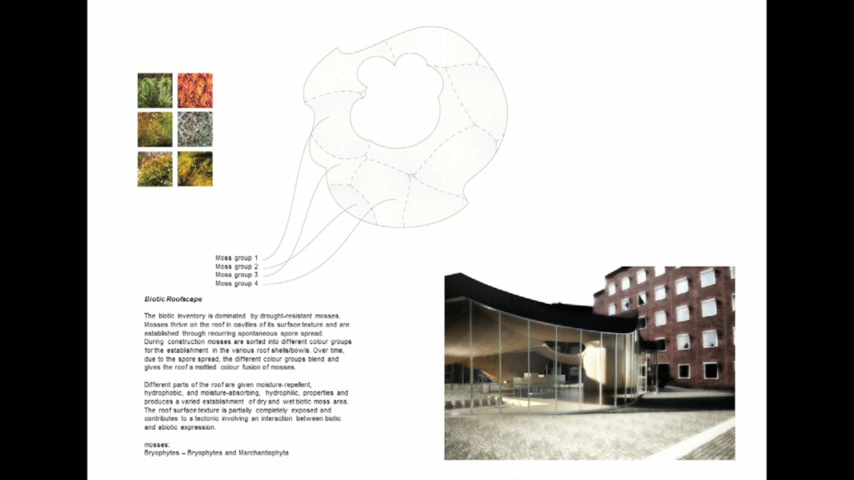 Moss group 1
Moss group 2
Moss group 3
Moss group 4
Biotic Roofscape
The biotic inventory is dominated by drought-resistant mosses.
Mosses thrive on the roof in cavities of its surface texture and are
established through recurring spontaneous spore spread.
During construction mosses are sorted into different colour groups
for the establishment in the various roof shells/bowls. Over time,
due to the spore spread, the different colour groups blend and
gives the roof a mottled colour fusion of mosses.
Different parts of the roof are given moisture-repellent,
hydrophobic, and moisture-absorbing, hydrophilic, properties and
produces a varied establishment of dry and wet biotic moss area.
The roof surface texture is partially completely exposed and
contributes to a tectonic involving an interaction between biotic
and abiotic expression.
mosses:
Bryophytes – Bryophytes and Marchantiophyta